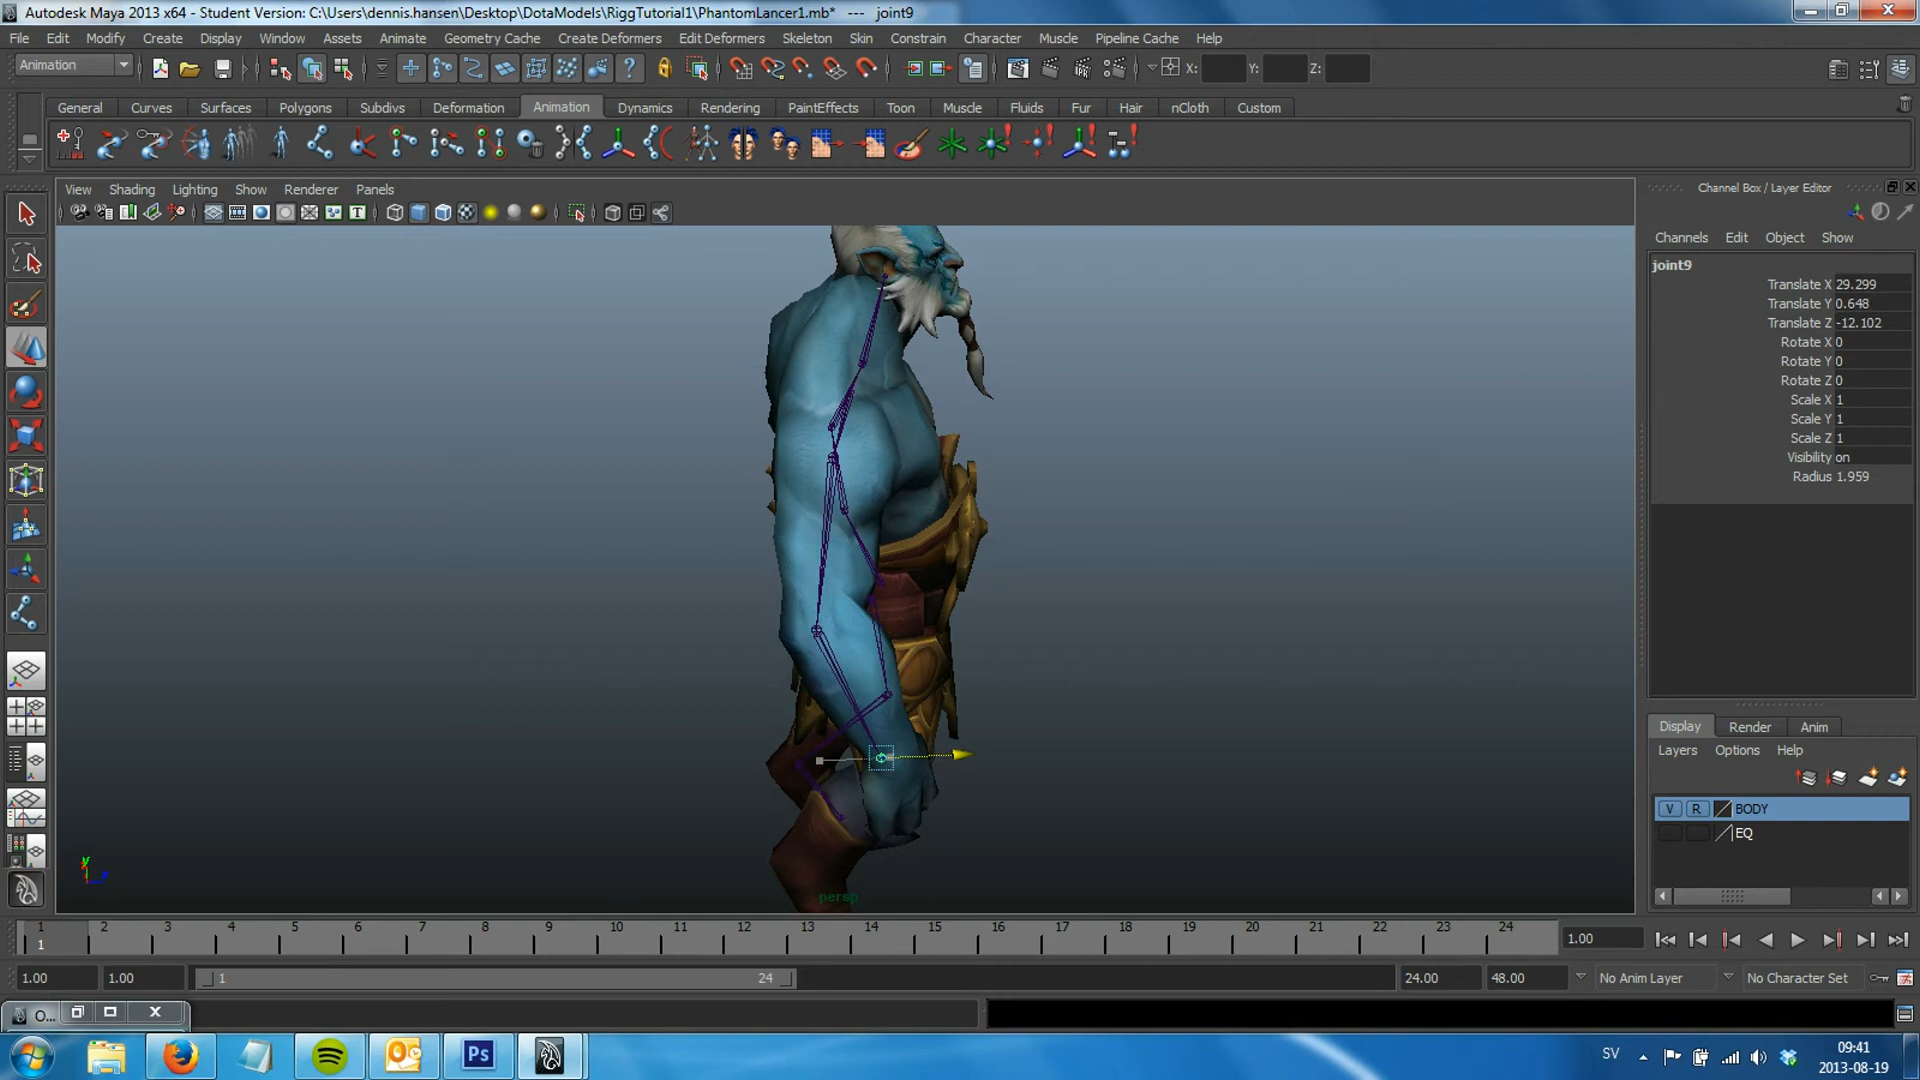 Autodesk Maya 2013 x64 - Student Version: C:\Users\dennis.hansen\Desktop\DotaModels\RiggTutorial1\PhantomLancer1.mb* --- joint9
File Edit Modify Create Display Window Assets Animate Geometry Cache Create Deformers Edit Deformers Skeleton Skin Constrain Character Muscle Pipeline Cache Help
Animation X: Y: Z:
General Curves Surfaces Polygons Subdivs Deformation Animation Dynamics Rendering PaintEffects Toon Muscle Fluids Fur Hair nCloth Custom
View Shading Lighting Show Renderer Panels
Channel Box / Layer Editor
Channels Edit Object Show
joint9
Translate X 29.299
Translate Y 0.648
Translate Z -12.102
Rotate X 0
Rotate Y 0
Rotate Z 0
Scale X 1
Scale Y 1
Scale Z 1
Visibility on
Radius 1.959
Display Render Anim
Layers Options Help
V R BODY
EQ
y
persp
1 2 3 4 5 6 7 8 9 10 11 12 13 14 15 16 17 18 19 20 21 22 23 24
1
1.00
1.00 1.00 1 24 24.00 48.00 No Anim Layer No Character Set
O...
Ps
SV
09:41
2013-08-19